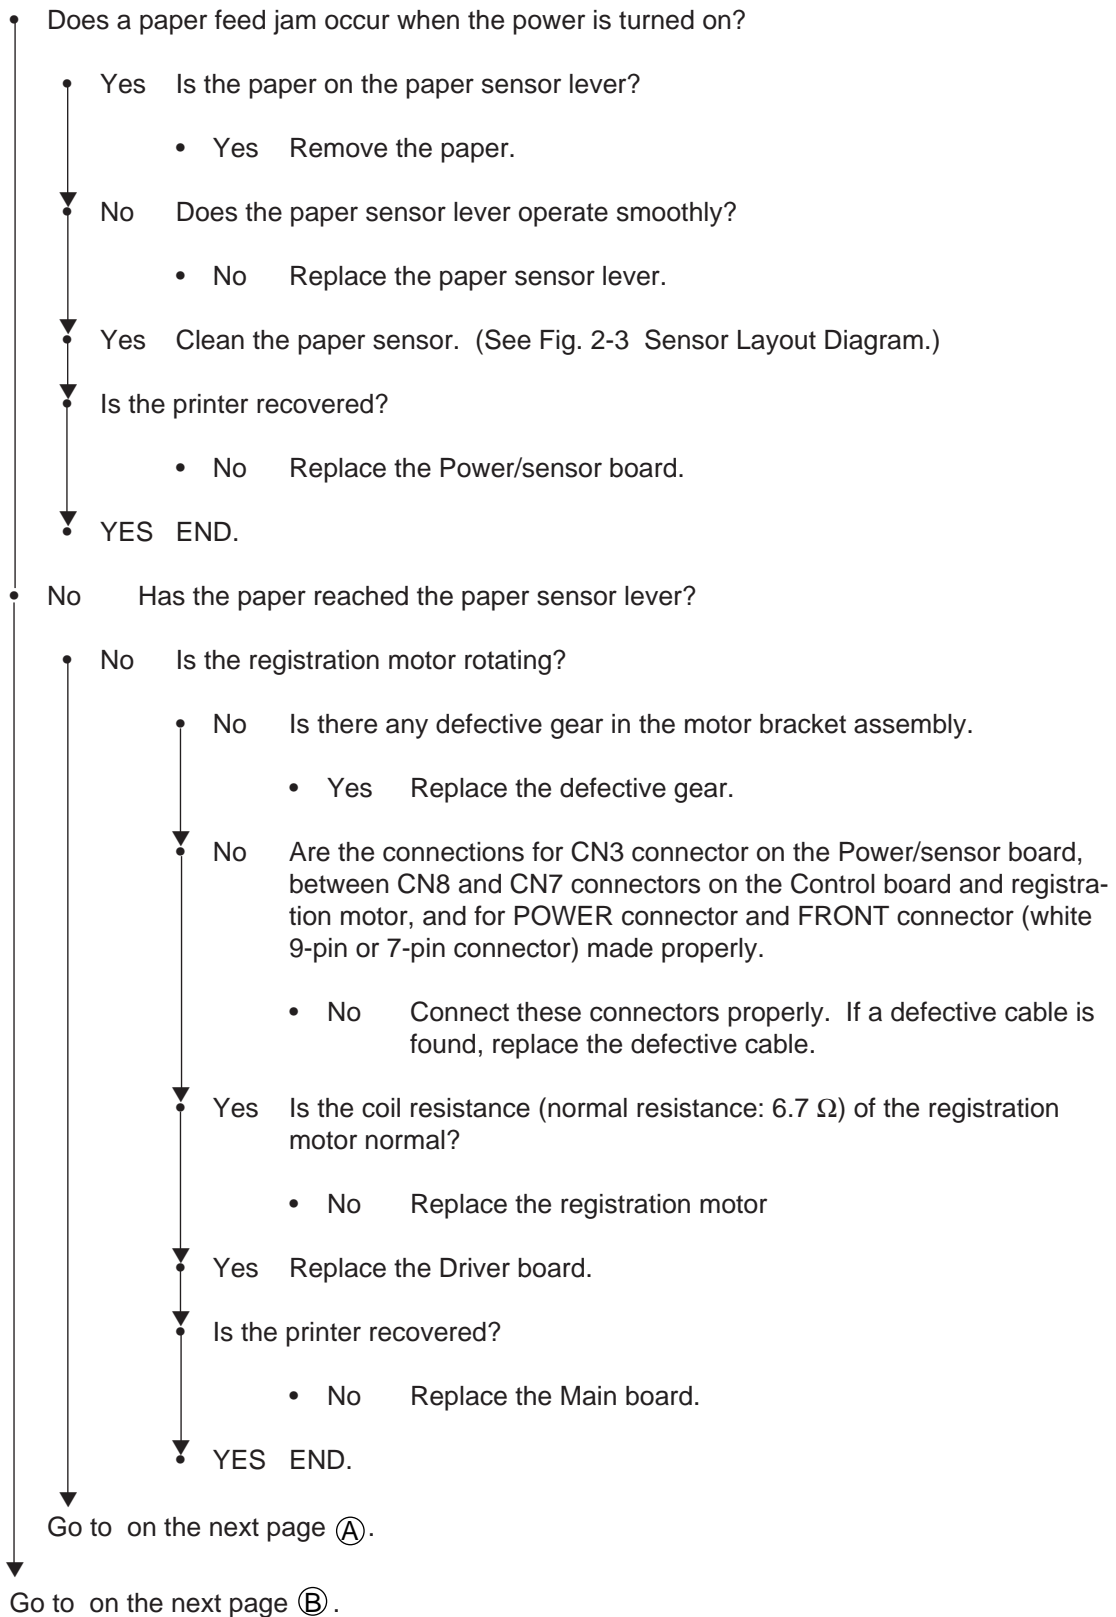 Does a paper feed jam occur when the power is turned on?
• Yes Is the paper on the paper sensor lever?
• Yes Remove the paper.
No Does the paper sensor lever operate smoothly?
• No Replace the paper sensor lever.
Yes Clean the paper sensor. (See Fig. 2-3 Sensor Layout Diagram.)
Is the printer recovered?
• No Replace the Power/sensor board.
• YES END.
• No Has the paper reached the paper sensor lever?
• No Is the registration motor rotating?
• No Is there any defective gear in the motor bracket assembly.
• Yes Replace the defective gear.
No Are the connections for CN3 connector on the Power/sensor board,
between CN8 and CN7 connectors on the Control board and registra-
tion motor, and for POWER connector and FRONT connector (white
9-pin or 7-pin connector) made properly.
• No Connect these connectors properly. If a defective cable is
found, replace the defective cable.
Yes Is the coil resistance (normal resistance: 6.7 Ω) of the registration
motor normal?
• No Replace the registration motor
Yes Replace the Driver board.
Is the printer recovered?
• No Replace the Main board.
• YES END.
Go to on the next page Ⓐ.
Go to on the next page Ⓑ.